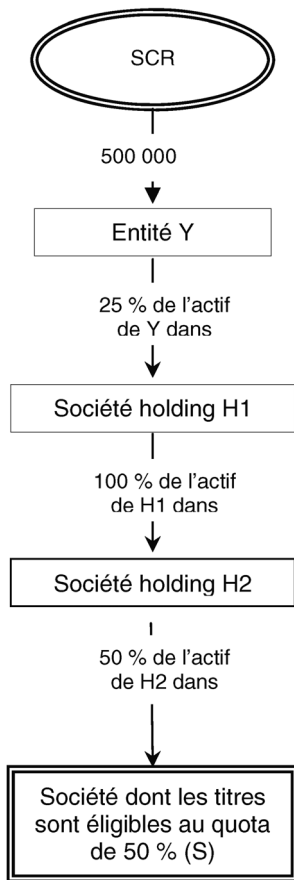 SCR
500 000
Entité Y
25 % de l’actif
de Y dans
Société holding H1
100 % de l’actif
de H1 dans
Société holding H2
50 % de l’actif
de H2 dans
Société dont les titres
sont éligibles au quota
de 50 % (S)